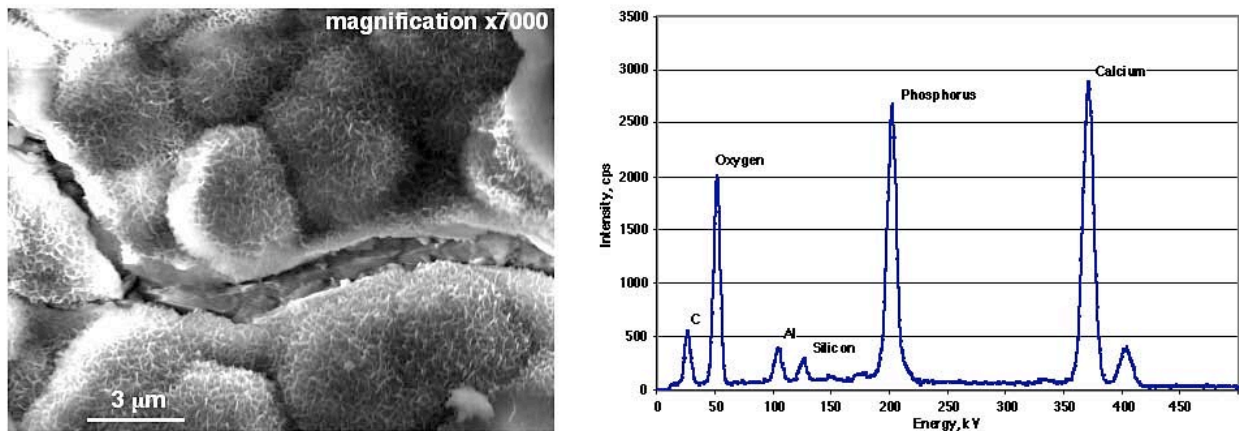 magnification x7000
3 μm
3500
3000
2500
2000
1500
1000
500
0
Intensity, cps
C
Oxygen
Al
Silicon
Phosphorus
Calcium
0 50 100 150 200 250 300 350 400 450
Energy, kV